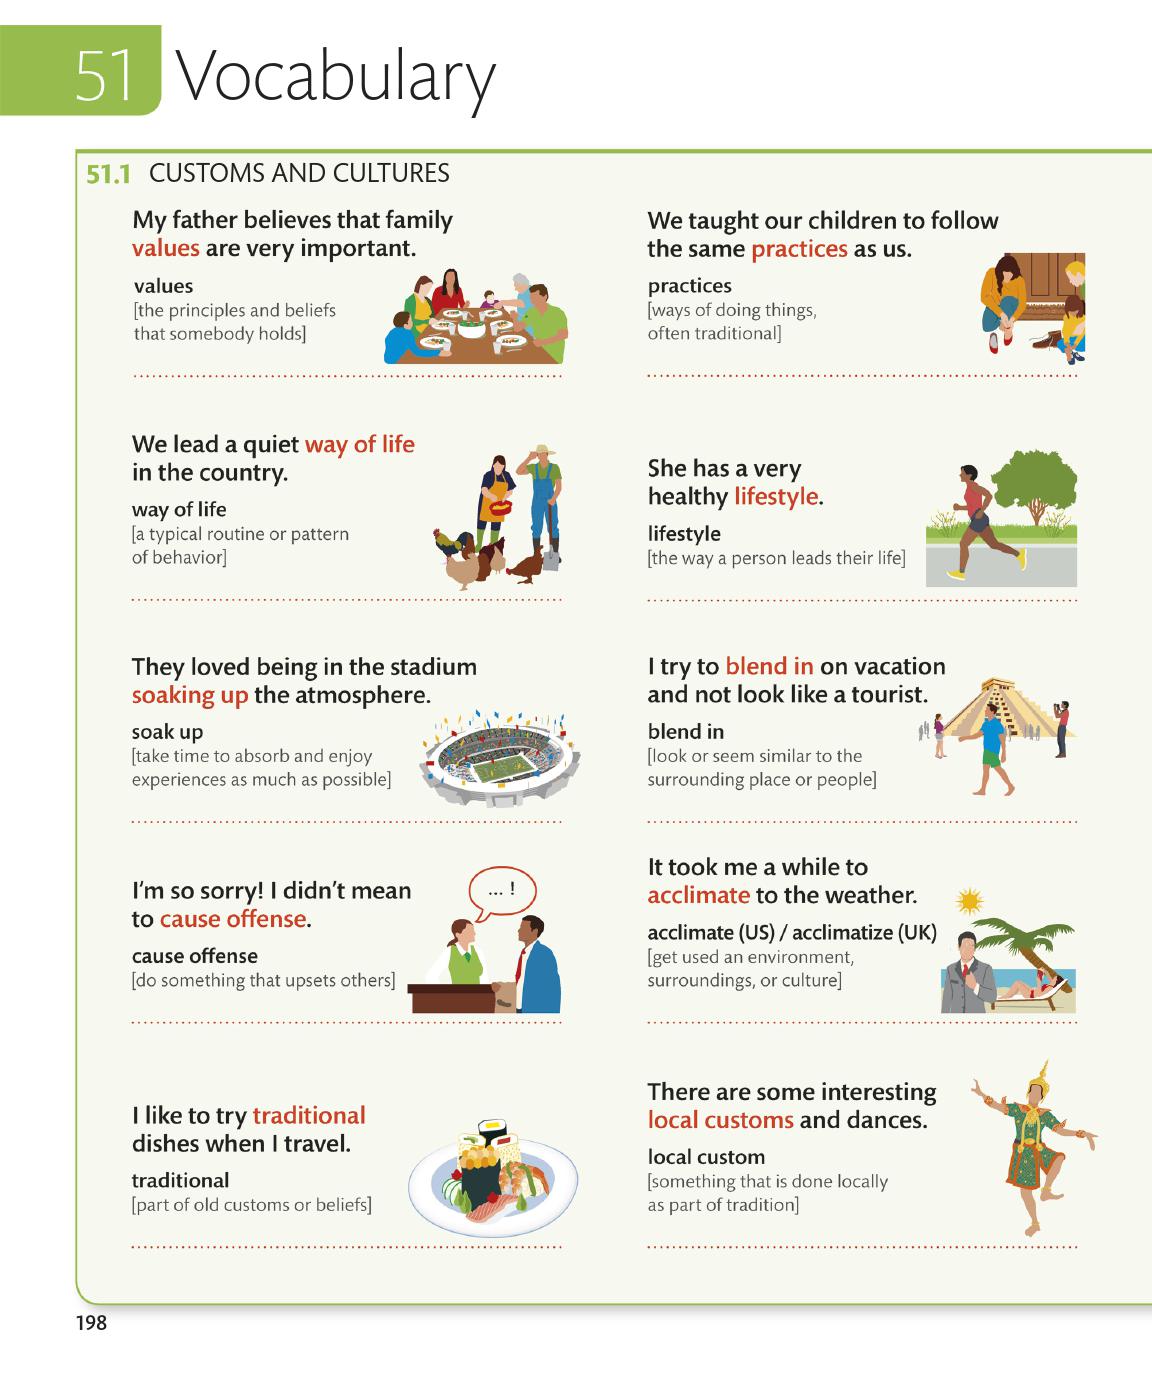 51 Vocabulary
51.1 CUSTOMS AND CULTURES
My father believes that family
values are very important.
values
[the principles and beliefs
that somebody holds]
We taught our children to follow
the same practices as us.
practices
[ways of doing things,
often traditional]
We lead a quiet way of life
in the country.
way of life
[a typical routine or pattern
of behavior]
She has a very
healthy lifestyle.
lifestyle
[the way a person leads their life]
They loved being in the stadium
soaking up the atmosphere.
soak up
[take time to absorb and enjoy
experiences as much as possible]
I try to blend in on vacation
and not look like a tourist.
blend in
[look or seem similar to the
surrounding place or people]
I'm so sorry! I didn't mean
to cause offense.
cause offense
[do something that upsets others]
... !
It took me a while to
acclimate to the weather.
acclimate (US) / acclimatize (UK)
[get used an environment,
surroundings, or culture]
I like to try traditional
dishes when I travel.
traditional
[part of old customs or beliefs]
There are some interesting
local customs and dances.
local custom
[something that is done locally
as part of tradition]
198